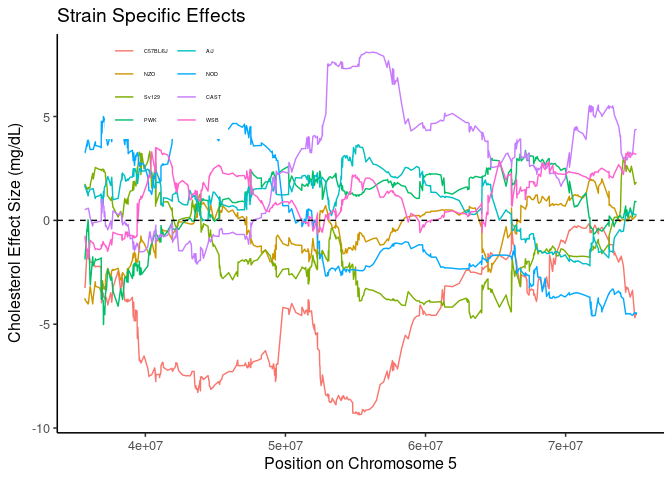 Strain Specific Effects
C57BL6J AJ
NZO NOD
Sv129 CAST
PWK WSB
5
0
-5
-10
Cholesterol Effect Size (mg/dL)
4e+07 5e+07 6e+07 7e+07
Position on Chromosome 5